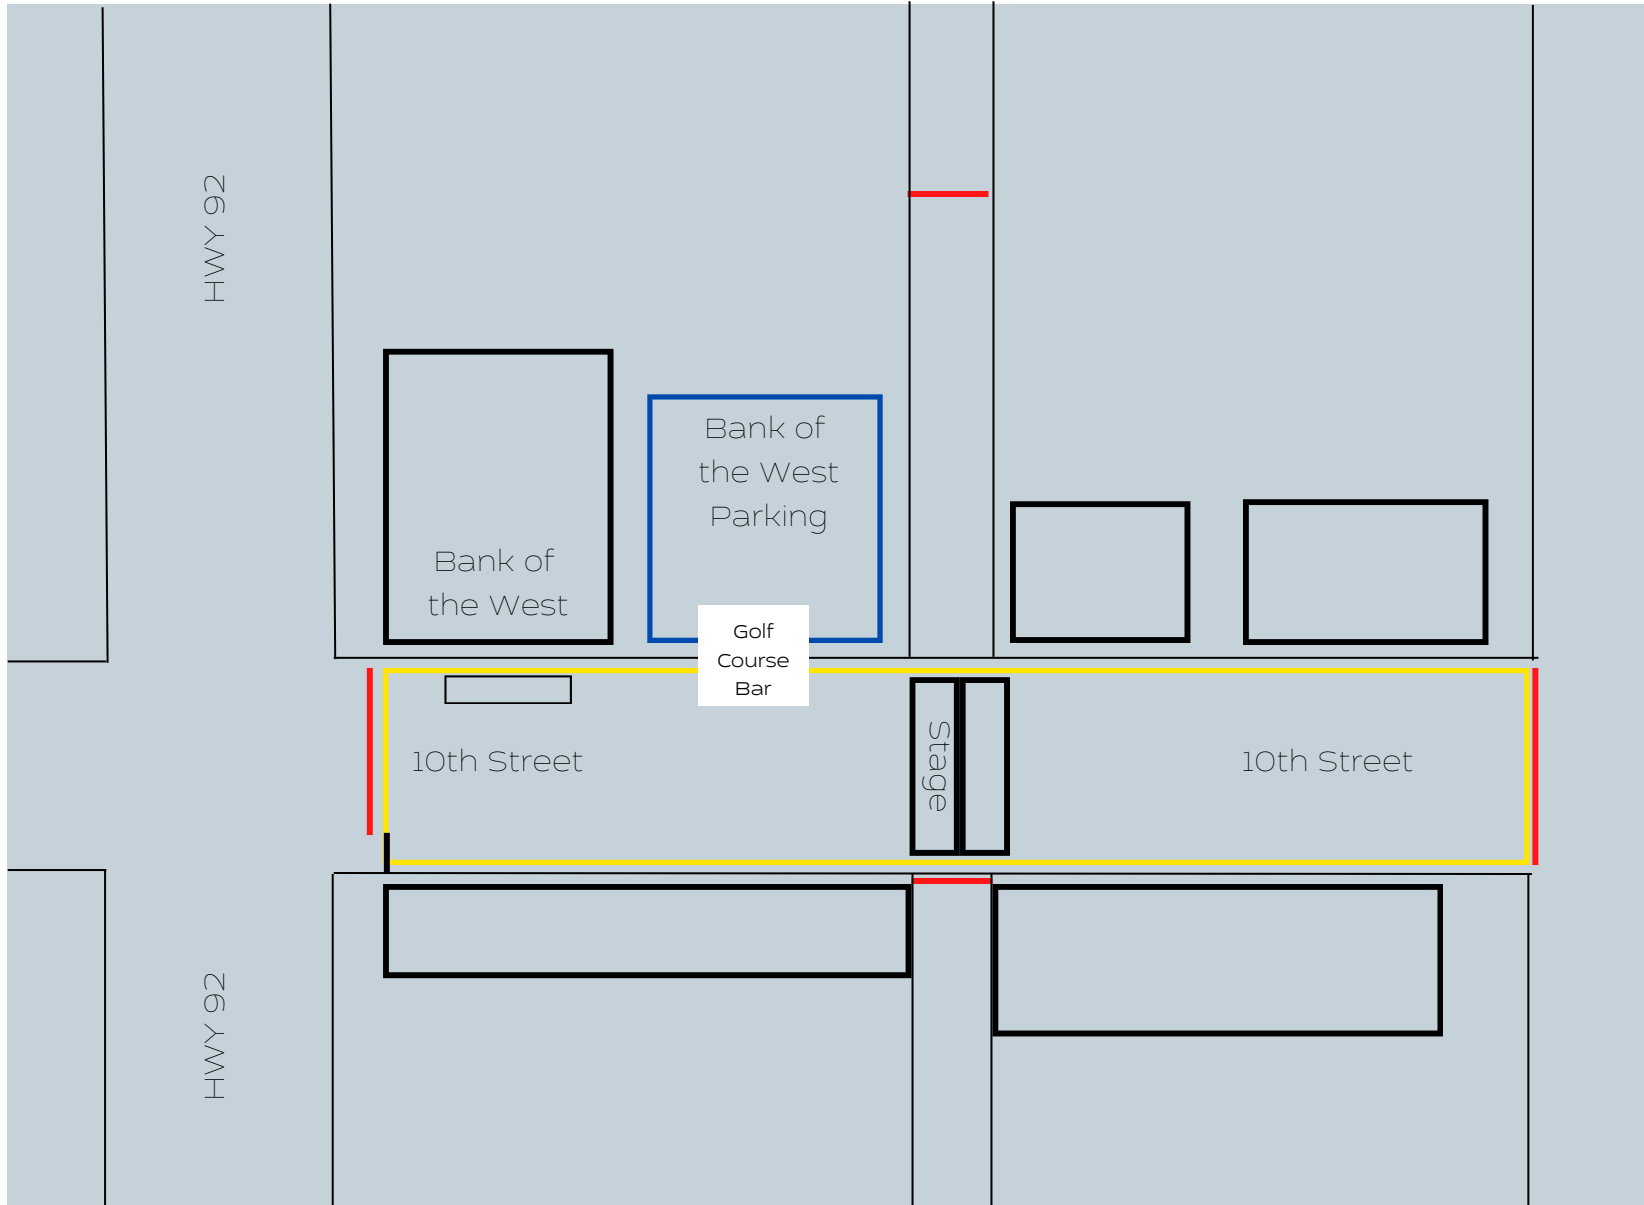 HWY 92
Bank of
the West
Parking
Bank of
the West
Golf
Course
Bar
10th Street
Stage
10th Street
HWY 92